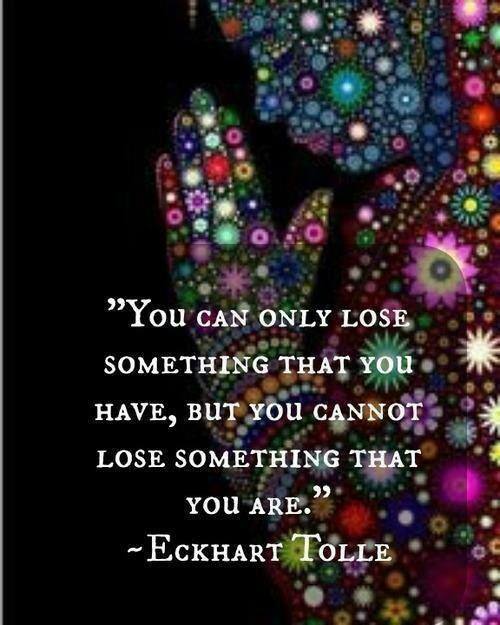 ”You can only lose
something that you
have, but you cannot
lose something that
you are.”
~Eckhart Tolle